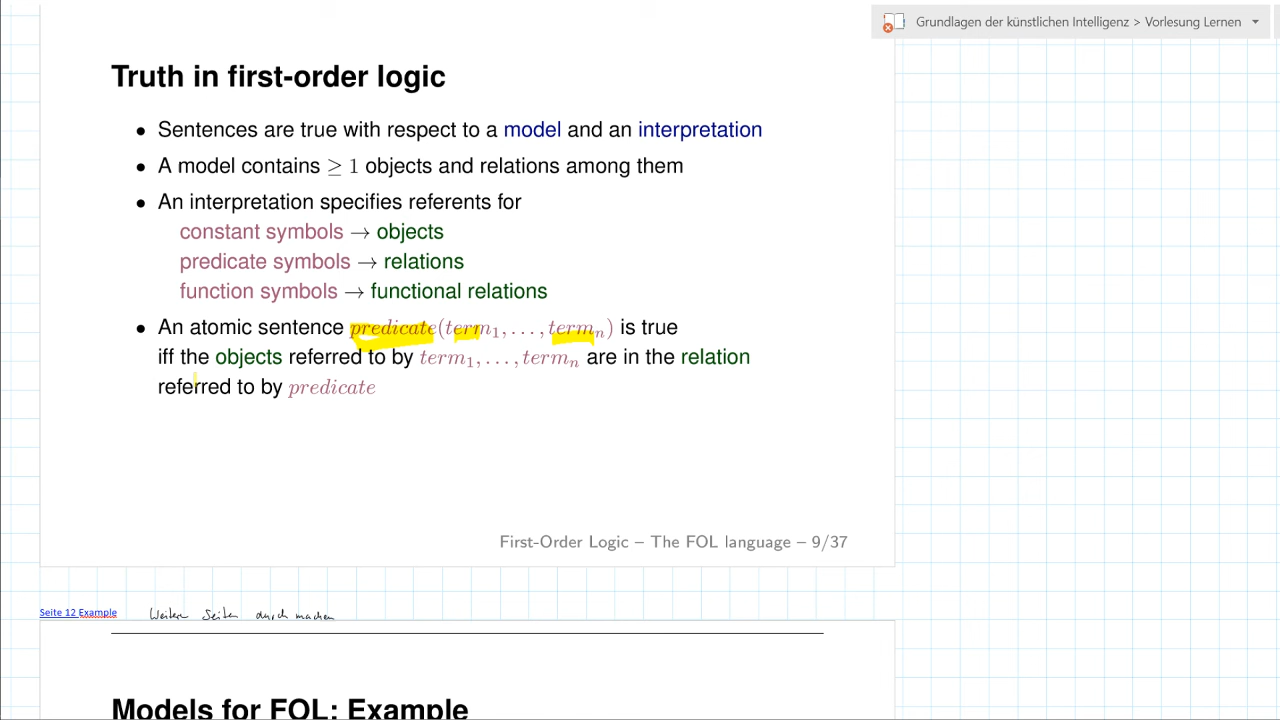 Grundlagen der künstlichen Intelligenz > Vorlesung Lernen
Truth in first-order logic
• Sentences are true with respect to a model and an interpretation
• A model contains ≥ 1 objects and relations among them
• An interpretation specifies referents for
constant symbols → objects
predicate symbols → relations
function symbols → functional relations
• An atomic sentence predicate(term₁, . . . , termₙ) is true
iff the objects referred to by term₁, . . . , termₙ are in the relation
referred to by predicate
First-Order Logic – The FOL language – 9/37
Seite 12 Example Weitere Seiten durch machen
Models for FOL: Example